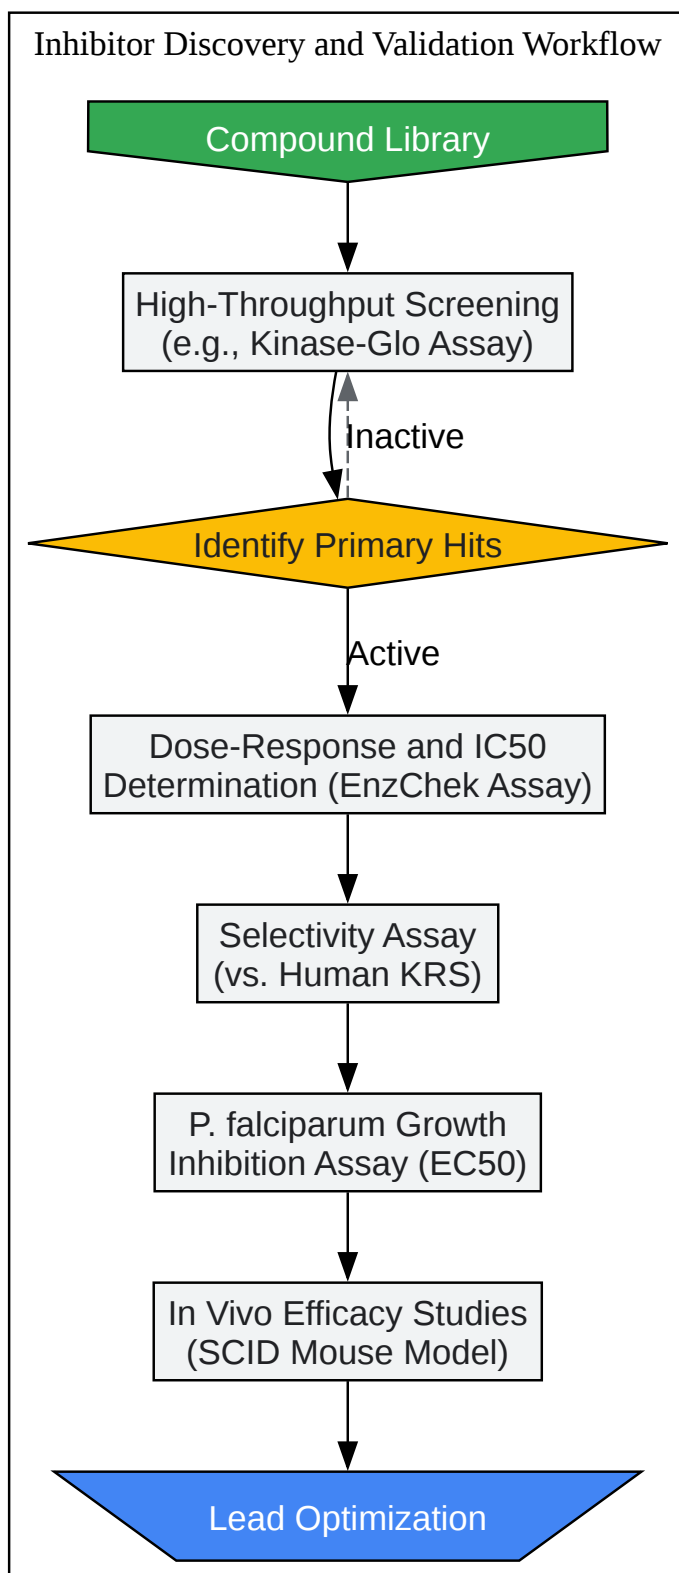 Inhibitor Discovery and Validation Workflow
Compound Library
High-Throughput Screening
(e.g., Kinase-Glo Assay)
Inactive
Identify Primary Hits
Active
Dose-Response and IC50
Determination (EnzChek Assay)
Selectivity Assay
(vs. Human KRS)
P. falciparum Growth
Inhibition Assay (EC50)
In Vivo Efficacy Studies
(SCID Mouse Model)
Lead Optimization